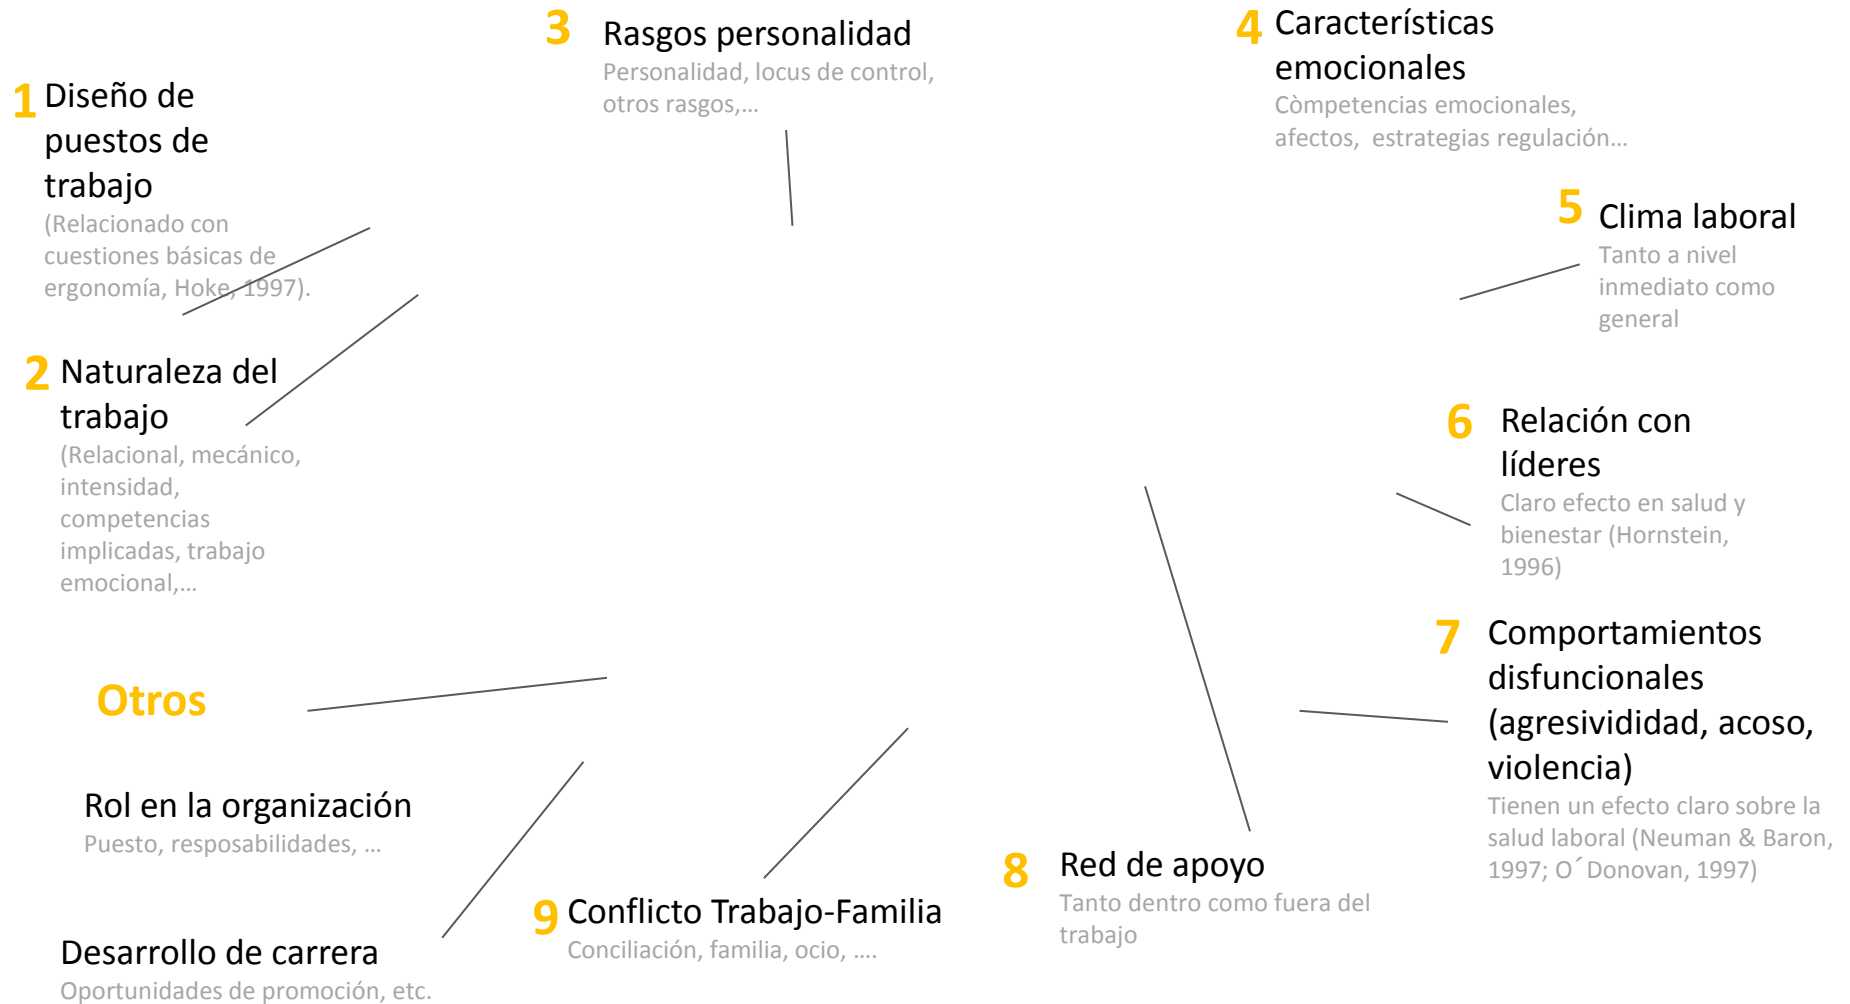 1 Diseño de
puestos de
trabajo
(Relacionado con
cuestiones básicas de
ergonomía, Hoke, 1997).
2 Naturaleza del
trabajo
(Relacional, mecánico,
intensidad,
competencias
implicadas, trabajo
emocional,...
3 Rasgos personalidad
Personalidad, locus de control,
otros rasgos,...
4 Características
emocionales
Còmpetencias emocionales,
afectos, estrategias regulación...
5 Clima laboral
Tanto a nivel
inmediato como
general
6 Relación con
líderes
Claro efecto en salud y
bienestar (Hornstein,
1996)
7 Comportamientos
disfuncionales
(agresivididad, acoso,
violencia)
Tienen un efecto claro sobre la
salud laboral (Neuman & Baron,
1997; O´ Donovan, 1997)
8 Red de apoyo
Tanto dentro como fuera del
trabajo
9 Conflicto Trabajo-Familia
Conciliación, familia, ocio, ....
Otros
Rol en la organización
Puesto, resposabilidades, ...
Desarrollo de carrera
Oportunidades de promoción, etc.